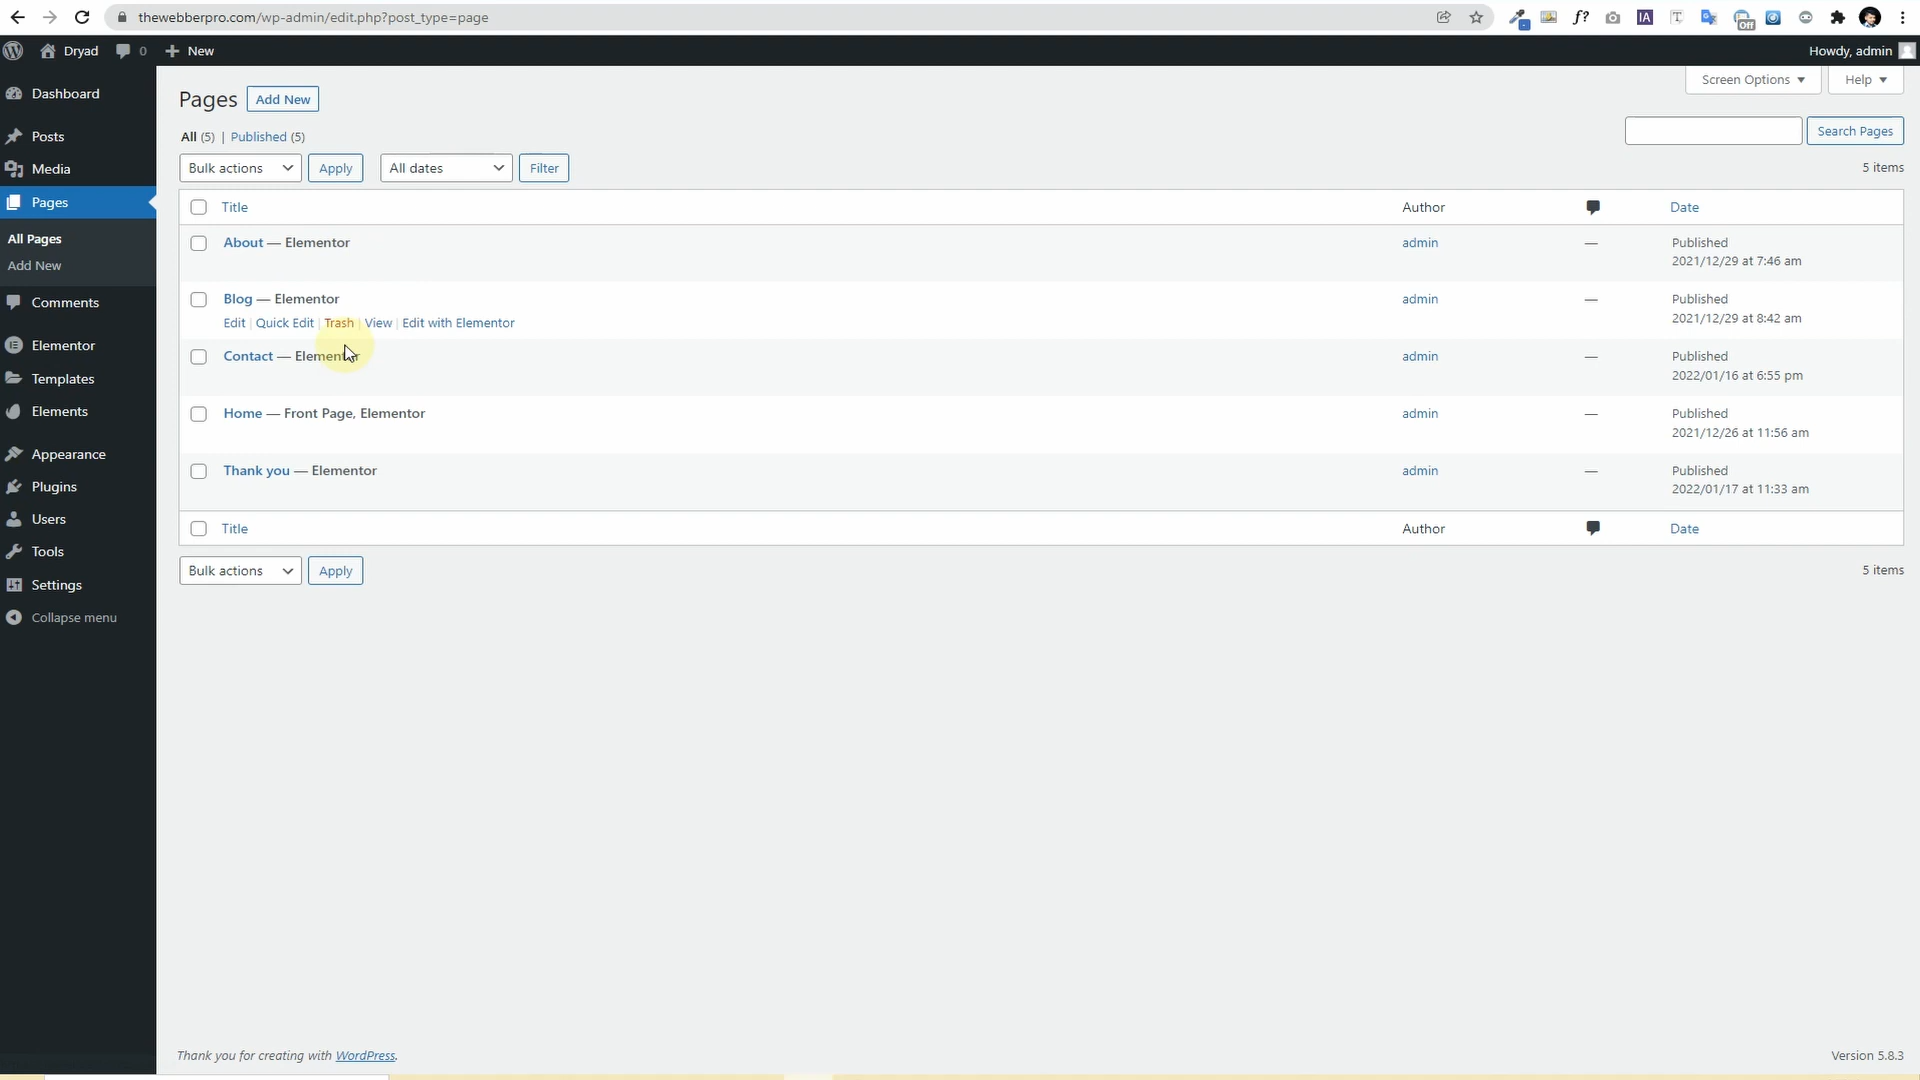 thewebberpro.com/wp-admin/edit.php?post_type=page
f?
IA
T
Off
Dryad 0 New Howdy, admin
Screen Options Help
Dashboard
Posts
Media
Pages
All Pages
Add New
Comments
Elementor
Templates
Elements
Appearance
Plugins
Users
Tools
Settings
Collapse menu
Pages Add New
All (5) | Published (5)
Search Pages
Bulk actions Apply All dates Filter 5 items
Title Author Date
About — Elementor admin — Published
2021/12/29 at 7:46 am
Blog — Elementor admin — Published
Edit | Quick Edit | Trash | View | Edit with Elementor 2021/12/29 at 8:42 am
Contact — Elementor admin — Published
2022/01/16 at 6:55 pm
Home — Front Page, Elementor admin — Published
2021/12/26 at 11:56 am
Thank you — Elementor admin — Published
2022/01/17 at 11:33 am
Title Author Date
Bulk actions Apply 5 items
Thank you for creating with WordPress. Version 5.8.3